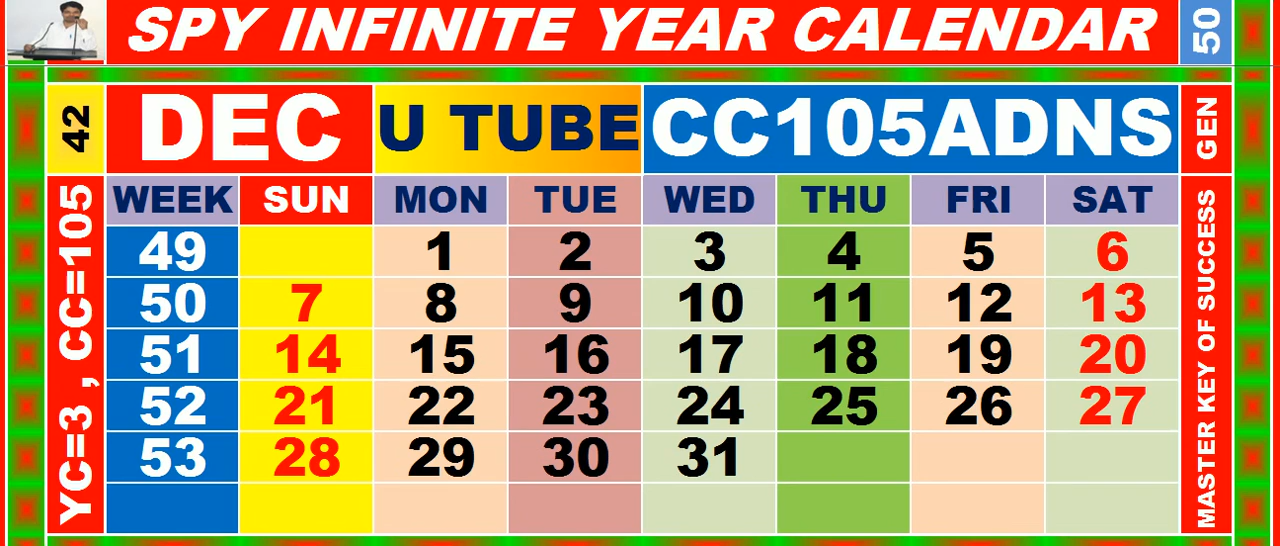 SPY INFINITE YEAR CALENDAR
50
42
DEC
U TUBE
CC105ADNS
GEN
YC=3 , CC=105
WEEK SUN MON TUE WED THU FRI SAT
49 1 2 3 4 5 6
50 7 8 9 10 11 12 13
51 14 15 16 17 18 19 20
52 21 22 23 24 25 26 27
53 28 29 30 31
MASTER KEY OF SUCCESS